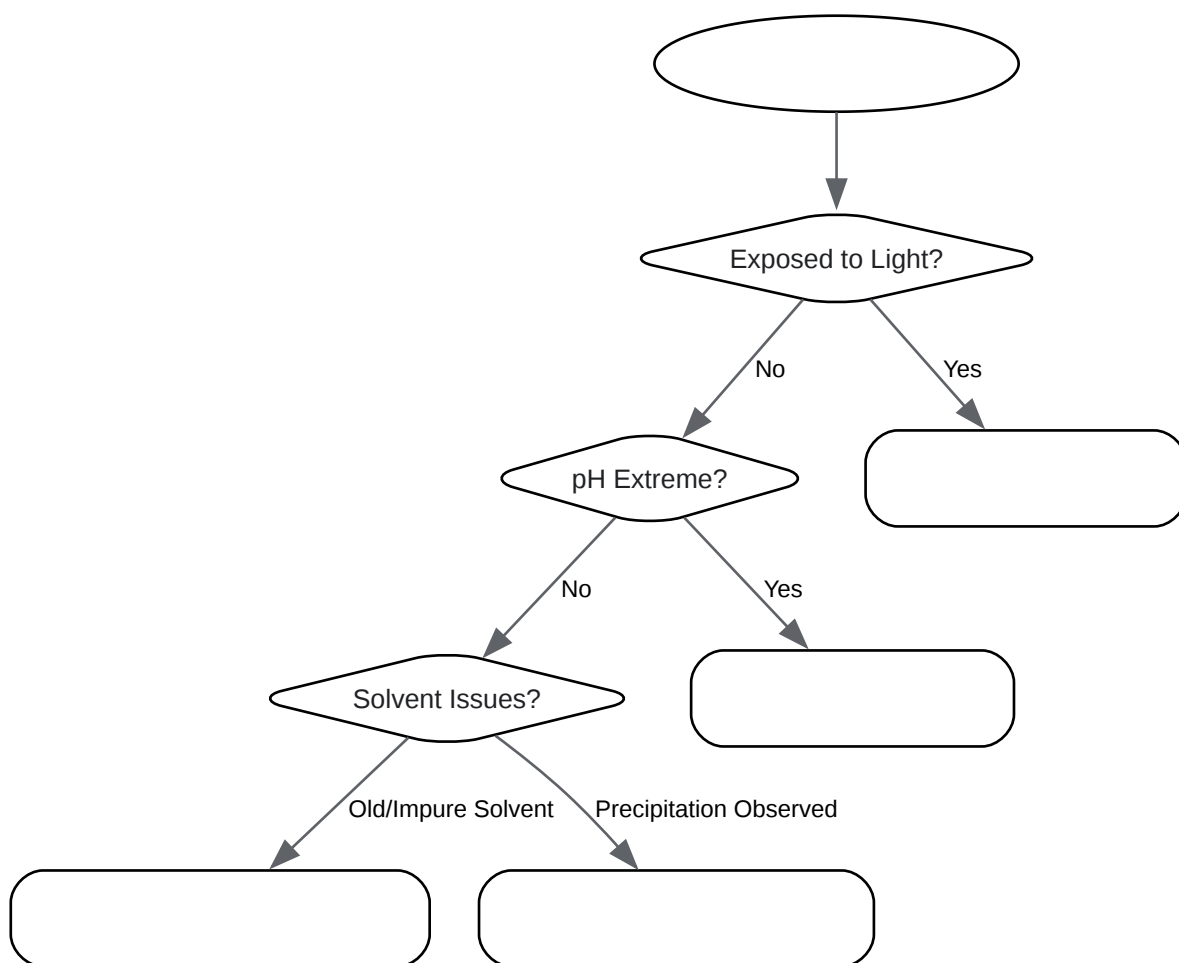 Exposed to Light?
No
Yes
pH Extreme?
No
Yes
Solvent Issues?
Old/Impure Solvent
Precipitation Observed